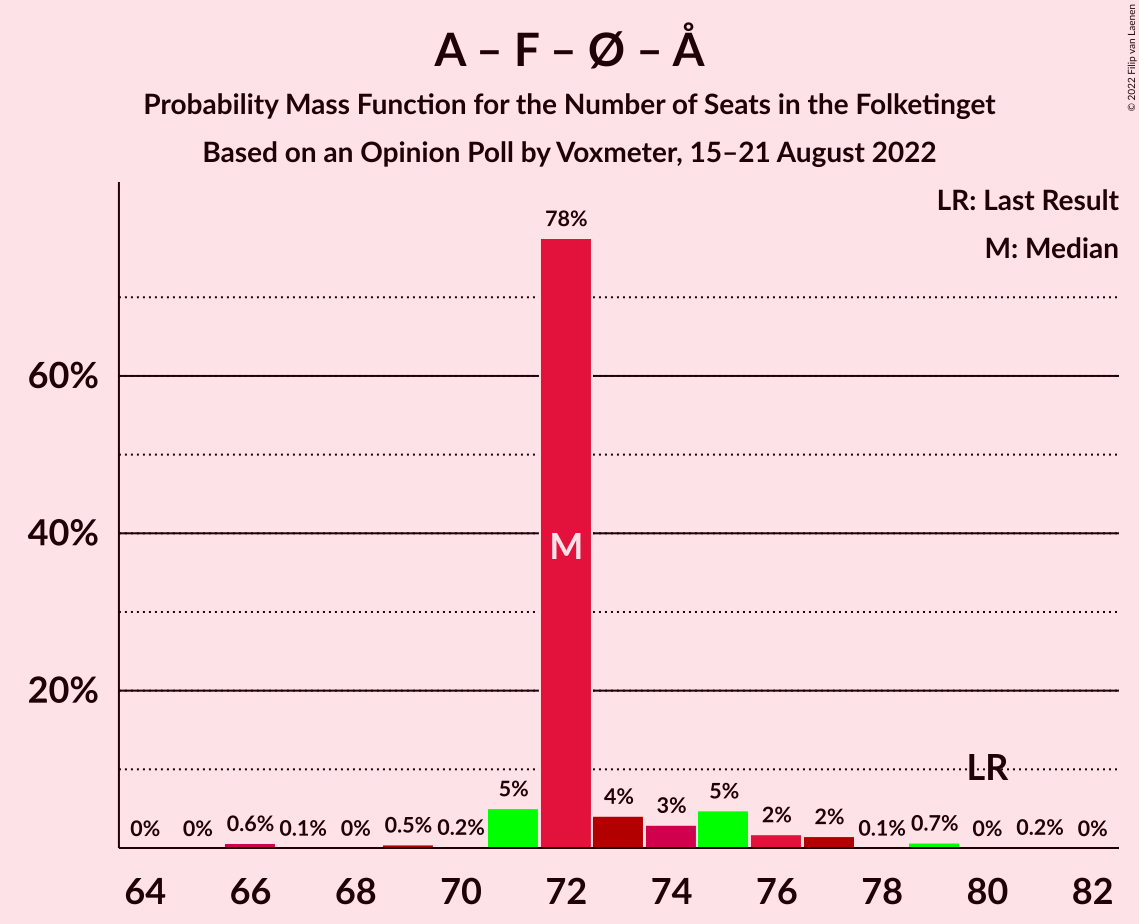 A – F – Ø – Å
Probability Mass Function for the Number of Seats in the Folketinget
Based on an Opinion Poll by Voxmeter, 15–21 August 2022
© 2022 Filip van Laenen
LR: Last Result
M: Median
78%
60%
40%
M
20%
LR
0% 0% 0.6% 0.1% 0% 0.5% 0.2% 5% 4% 3% 5% 2% 2% 0.1% 0.7% 0% 0.2% 0%
64 66 68 70 72 74 76 78 80 82